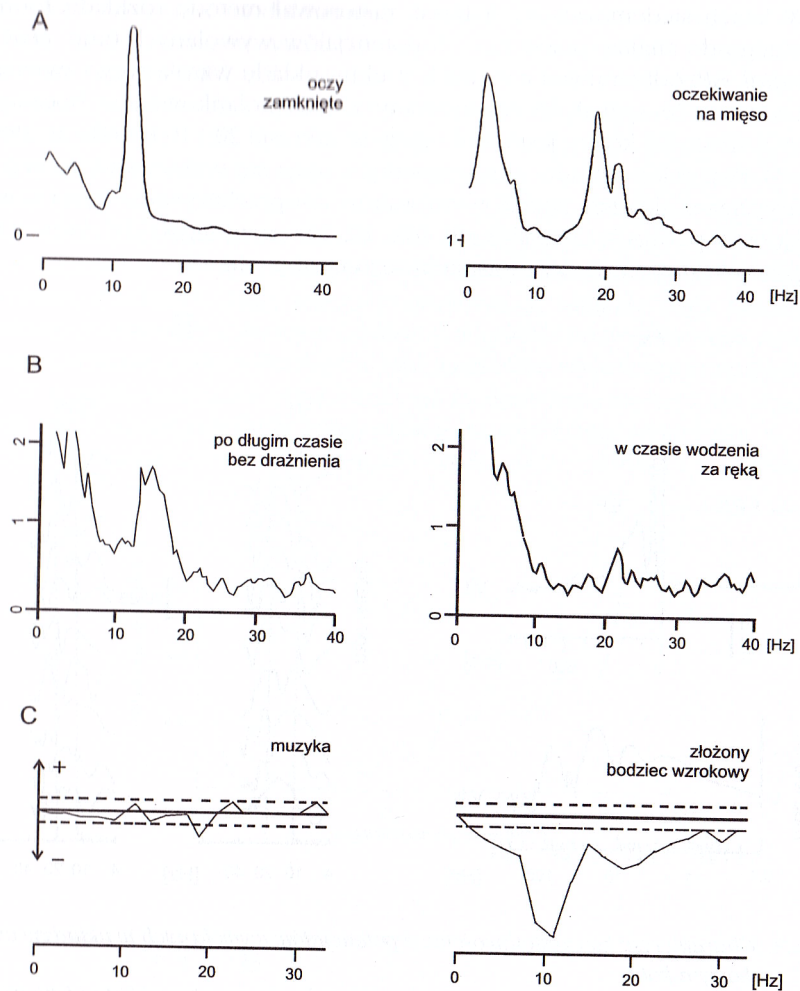 A
oczy
zamknięte
0
0 10 20 30 40
oczekiwanie
na mięso
1
0 10 20 30 40 [Hz]
B
2
1
0
po długim czasie
bez drażnienia
0 10 20 30 40
2
1
0
w czasie wodzenia
za ręką
0 10 20 30 40 [Hz]
C
+
−
muzyka
0 10 20 30
złożony
bodziec wzrokowy
0 10 20 30 [Hz]